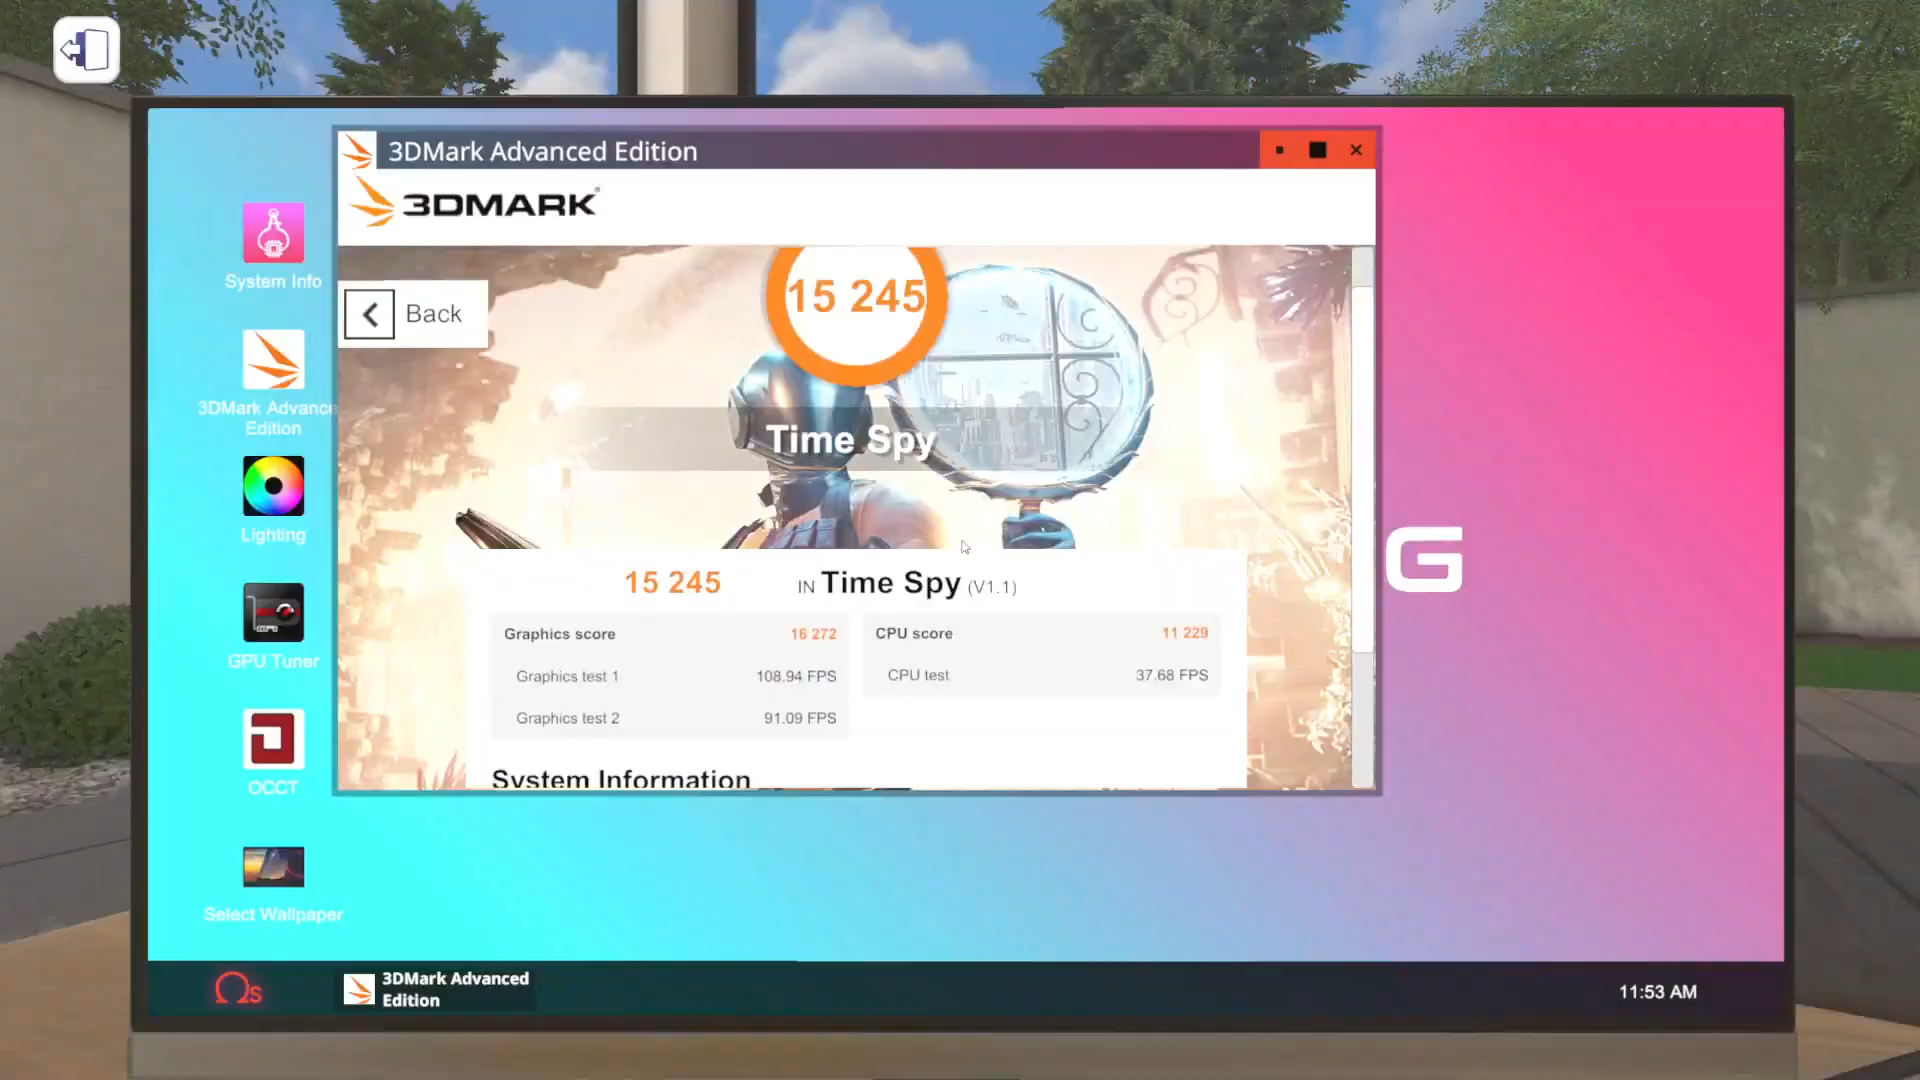 3DMark Advanced Edition
3DMARK®
15 245
Back
Time Spy
15 245 IN Time Spy (V1.1)
Graphics score 16 272
Graphics test 1 108.94 FPS
Graphics test 2 91.09 FPS
CPU score 11 229
CPU test 37.68 FPS
System Information
System Info
3DMark Advance
Edition
Lighting
GPU Tuner
OCCT
Select Wallpaper
G
Ωs
3DMark Advanced
Edition
11:53 AM